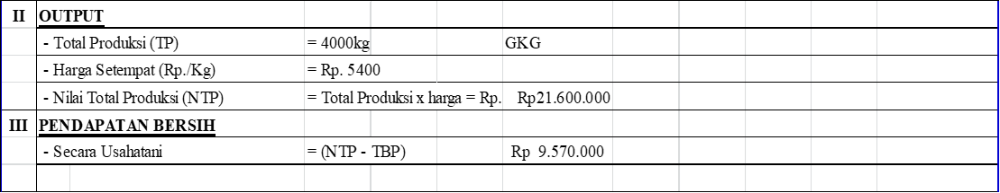 II OUTPUT
- Total Produksi (TP) = 4000kg GKG
- Harga Setempat (Rp./Kg) = Rp. 5400
- Nilai Total Produksi (NTP) = Total Produksi x harga = Rp. Rp21.600.000
III PENDAPATAN BERSIH
- Secara Usahatani = (NTP - TBP) Rp 9.570.000